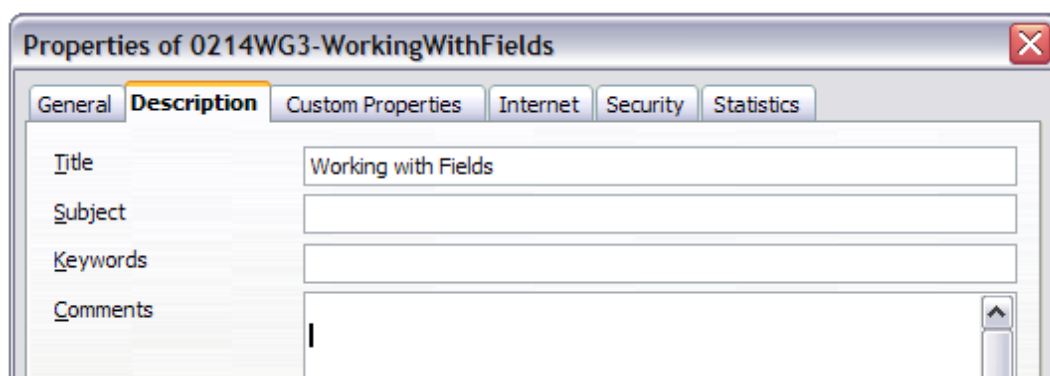 Properties of 0214WG3-WorkingWithFields
General Description Custom Properties Internet Security Statistics
Title Working with Fields
Subject
Keywords
Comments